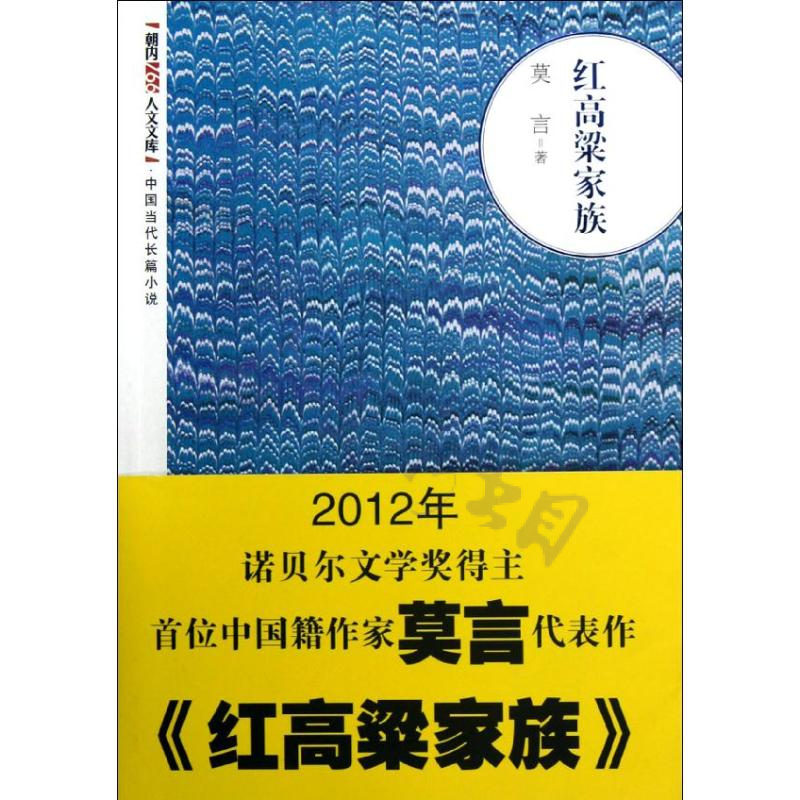 朝内166人文文库
·中国当代长篇小说
红高粱家族
莫言=著
2012年
诺贝尔文学奖得主
首位中国籍作家莫言代表作
《红高粱家族》